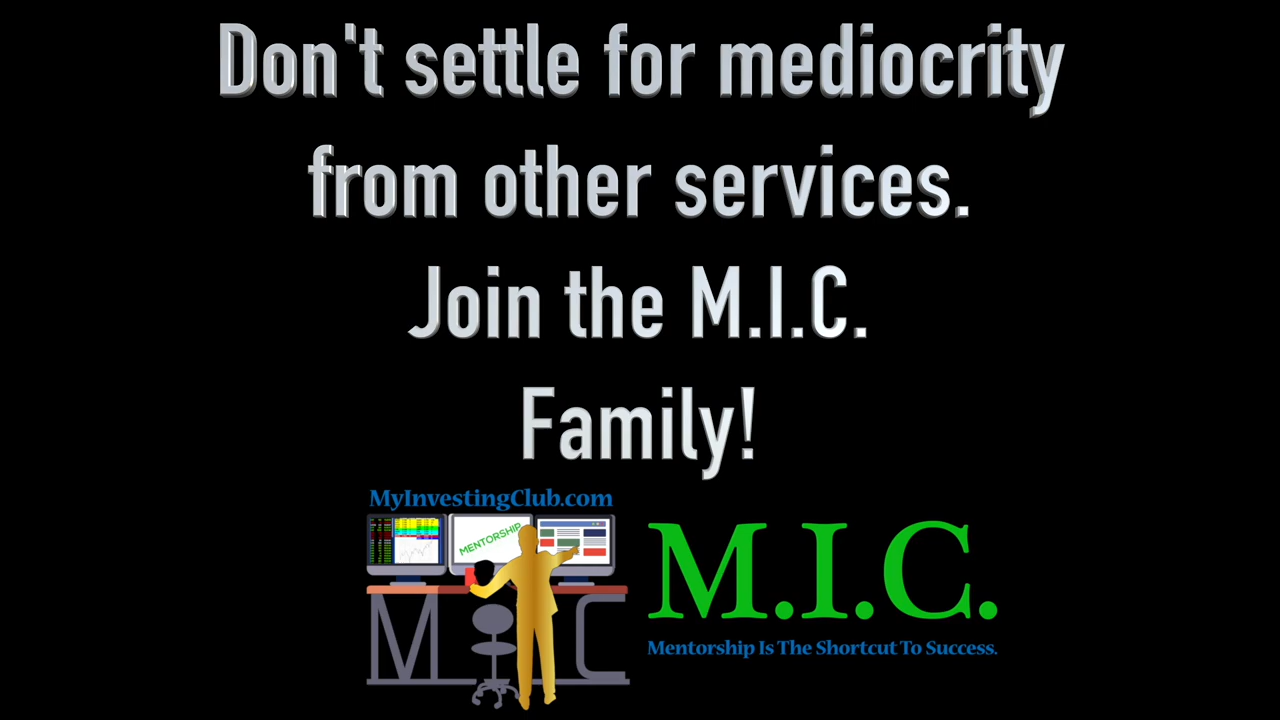 Don't settle for mediocrity
from other services.
Join the M.I.C.
Family!
MyInvestingClub.com
MENTORSHIP
MIC
M.I.C.
Mentorship Is The Shortcut To Success.